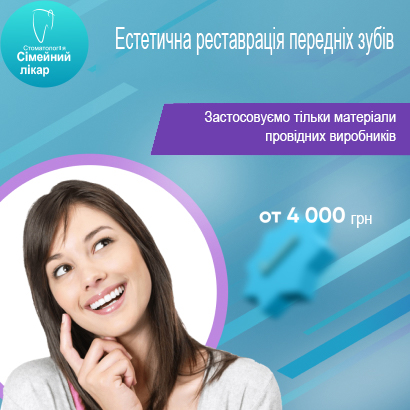 Стоматологія
Сімейний
лікар
Естетична реставрація передніх зубів
Застосовуємо тільки матеріали
провідних виробників
от 4 000 грн